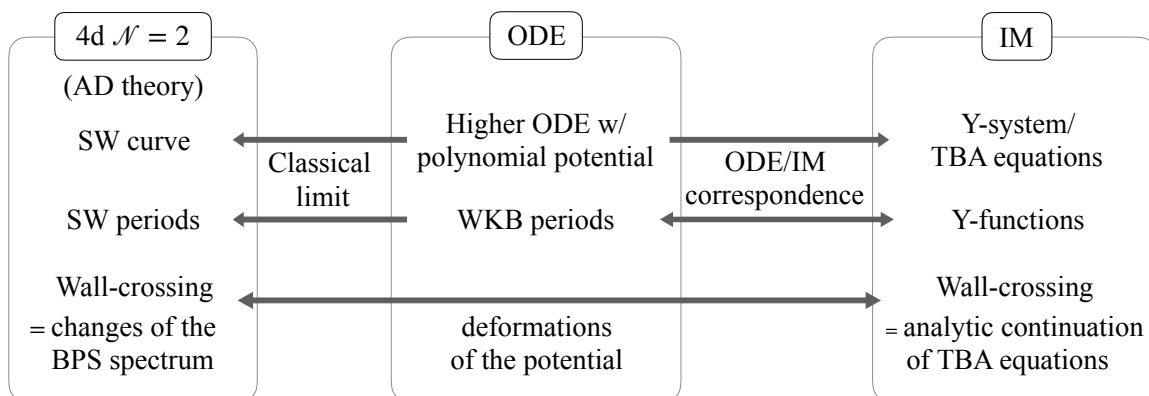 4d 𝒩 = 2
(AD theory)
SW curve
SW periods
Wall-crossing
= changes of the
BPS spectrum
Classical
limit
ODE
Higher ODE w/
polynomial potential
WKB periods
deformations
of the potential
ODE/IM
correspondence
IM
Y-system/
TBA equations
Y-functions
Wall-crossing
= analytic continuation
of TBA equations